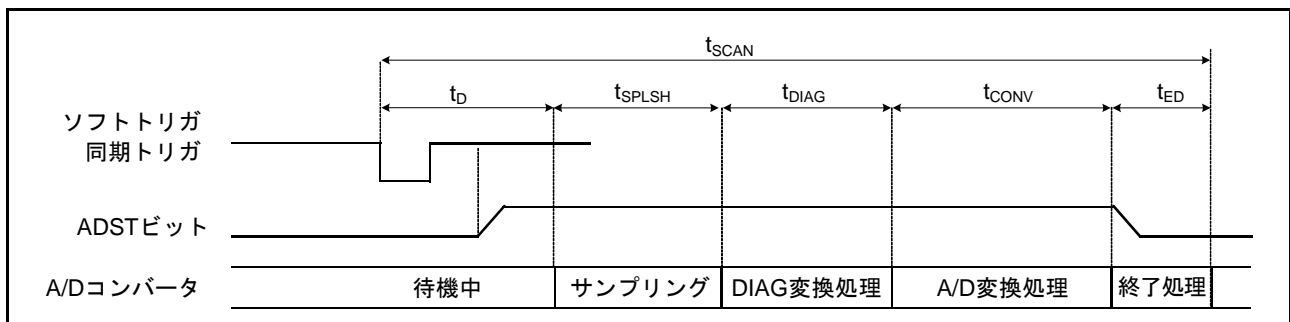 tSCAN
tD tSPLSH tDIAG tCONV tED
ソフトトリガ
同期トリガ
ADSTビット
A/Dコンバータ 待機中 サンプリング DIAG変換処理 A/D変換処理 終了処理